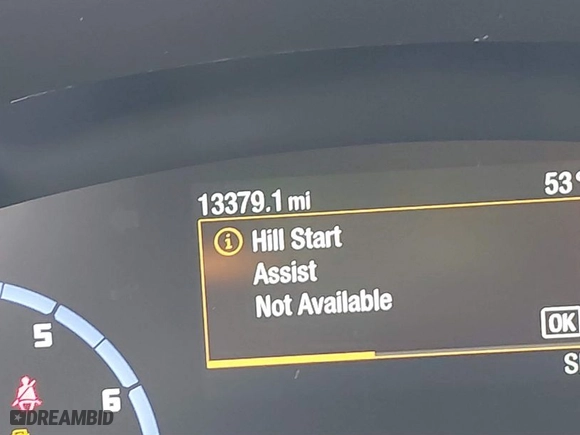 13379.1 mi
53°
Hill Start
Assist
Not Available
OK
5
6
DREAMBID